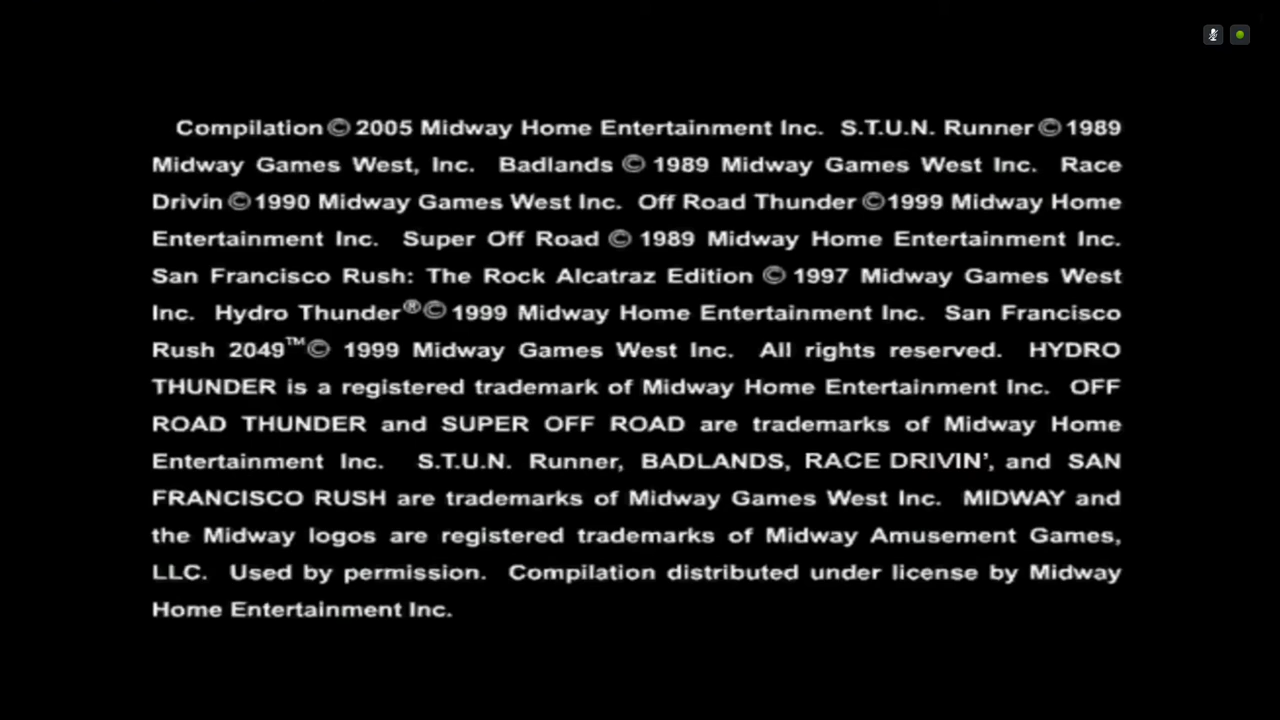 Compilation © 2005 Midway Home Entertainment Inc. S.T.U.N. Runner © 1989
Midway Games West, Inc. Badlands © 1989 Midway Games West Inc. Race
Drivin © 1990 Midway Games West Inc. Off Road Thunder © 1999 Midway Home
Entertainment Inc. Super Off Road © 1989 Midway Home Entertainment Inc.
San Francisco Rush: The Rock Alcatraz Edition © 1997 Midway Games West
Inc. Hydro Thunder®© 1999 Midway Home Entertainment Inc. San Francisco
Rush 2049™© 1999 Midway Games West Inc. All rights reserved. HYDRO
THUNDER is a registered trademark of Midway Home Entertainment Inc. OFF
ROAD THUNDER and SUPER OFF ROAD are trademarks of Midway Home
Entertainment Inc. S.T.U.N. Runner, BADLANDS, RACE DRIVIN’, and SAN
FRANCISCO RUSH are trademarks of Midway Games West Inc. MIDWAY and
the Midway logos are registered trademarks of Midway Amusement Games,
LLC. Used by permission. Compilation distributed under license by Midway
Home Entertainment Inc.